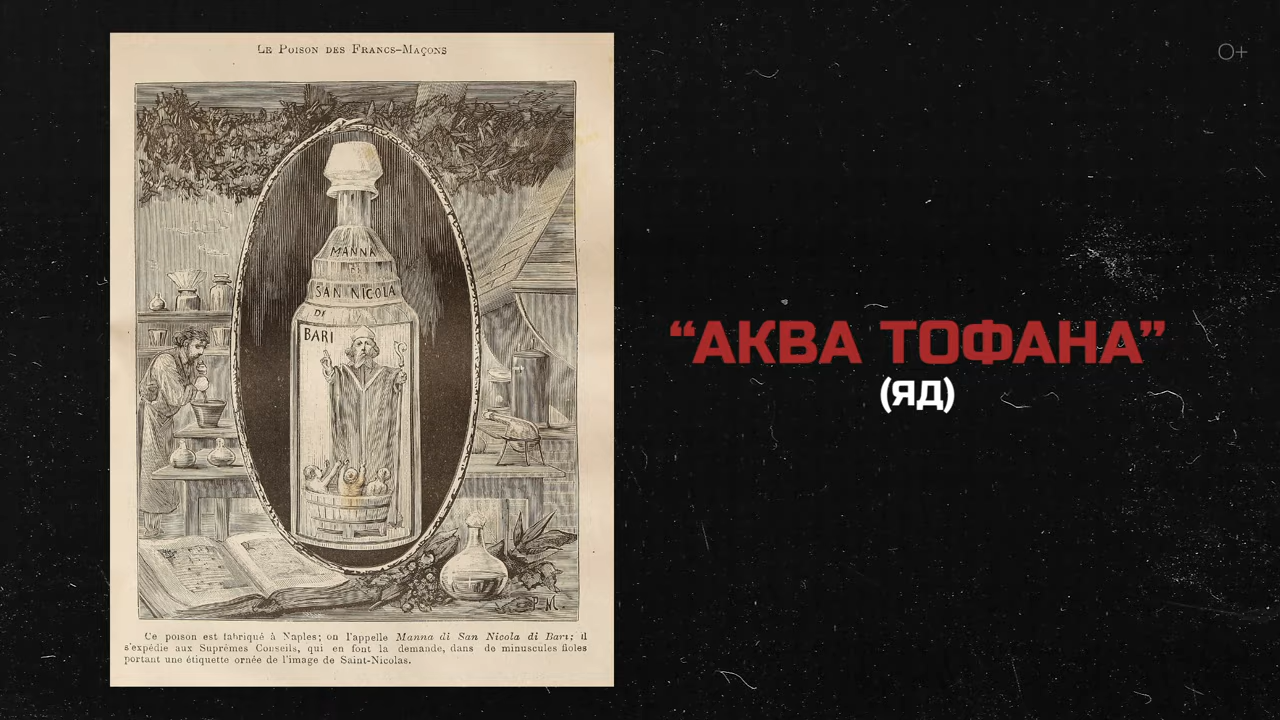 Le Poison des Francs-Maçons
MANNA
DI
SAN NICOLA
DI
BARI
P. M.
Ce poison est fabriqué à Naples; on l'appelle Manna di San Nicola di Bari; il
s'expédie aux Suprêmes Conseils, qui en font la demande, dans de minuscules fioles
portant une étiquette ornée de l'image de Saint-Nicolas.
O+
“АКВА ТОФАНА”
(ЯД)